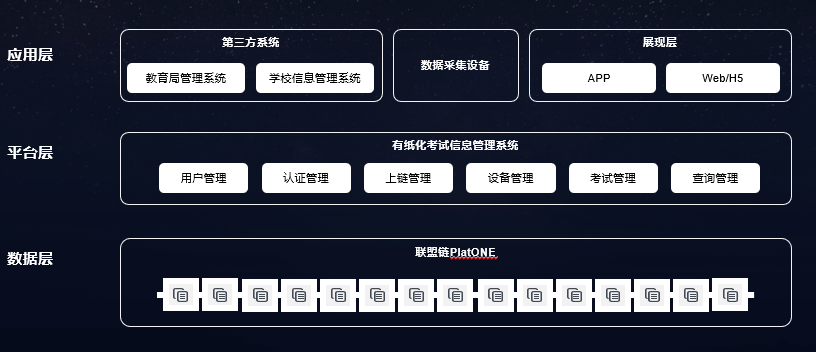 应用层
第三方系统
教育局管理系统
学校信息管理系统
数据采集设备
展现层
APP
Web/H5
平台层
有纸化考试信息管理系统
用户管理
认证管理
上链管理
设备管理
考试管理
查询管理
数据层
联盟链PlatONE